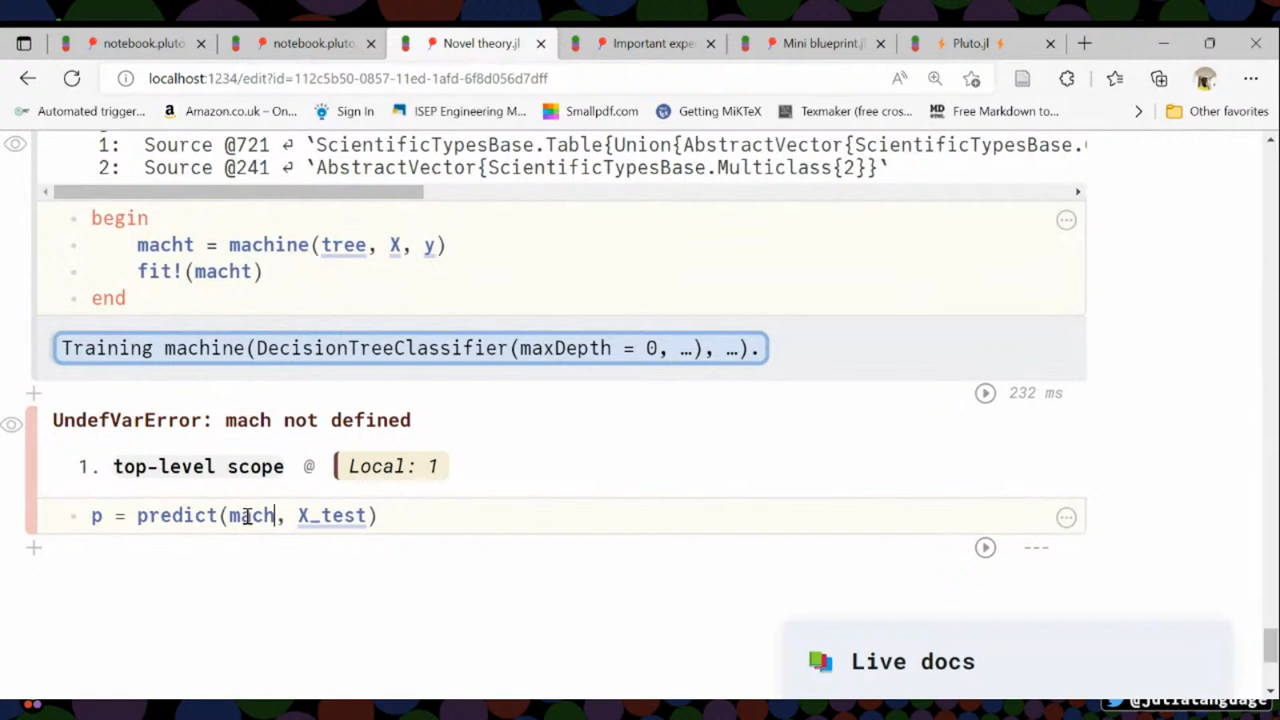 notebook.pluto
notebook.pluto
Novel theory.jl
Important expe
Mini blueprint.jl
⚡ Pluto.jl ⚡
localhost:1234/edit?id=112c5b50-0857-11ed-1afd-6f8d056d7dff
Automated trigger...
Amazon.co.uk – On...
Sign In
ISEP Engineering M...
Smallpdf.com
Getting MiKTeX
Texmaker (free cros...
Free Markdown to...
Other favorites
1: Source @721 ⏎ `ScientificTypesBase.Table{Union{AbstractVector{ScientificTypesBase.
2: Source @241 ⏎ `AbstractVector{ScientificTypesBase.Multiclass{2}}`
begin
macht = machine(tree, X, y)
fit!(macht)
end
Training machine(DecisionTreeClassifier(maxDepth = 0, …), …).
232 ms
UndefVarError: mach not defined
1. top-level scope @ Local: 1
p = predict(mach, X_test)
---
Live docs
@julialanguage